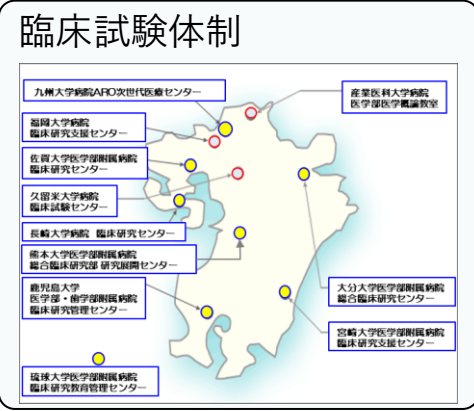 臨床試験体制
九州大学病院ARO次世代医療センター
産業医科大学病院
医学部医学概論教室
福岡大学病院
臨床研究支援センター
佐賀大学医学部附属病院
臨床研究センター
久留米大学病院
臨床試験センター
長崎大学病院 臨床研究センター
熊本大学医学部附属病院
総合臨床研究部 研究展開センター
鹿児島大学
医学部・歯学部附属病院
臨床研究管理センター
大分大学医学部附属病院
総合臨床研究センター
宮崎大学医学部附属病院
臨床研究支援センター
琉球大学医学部附属病院
臨床研究教育管理センター